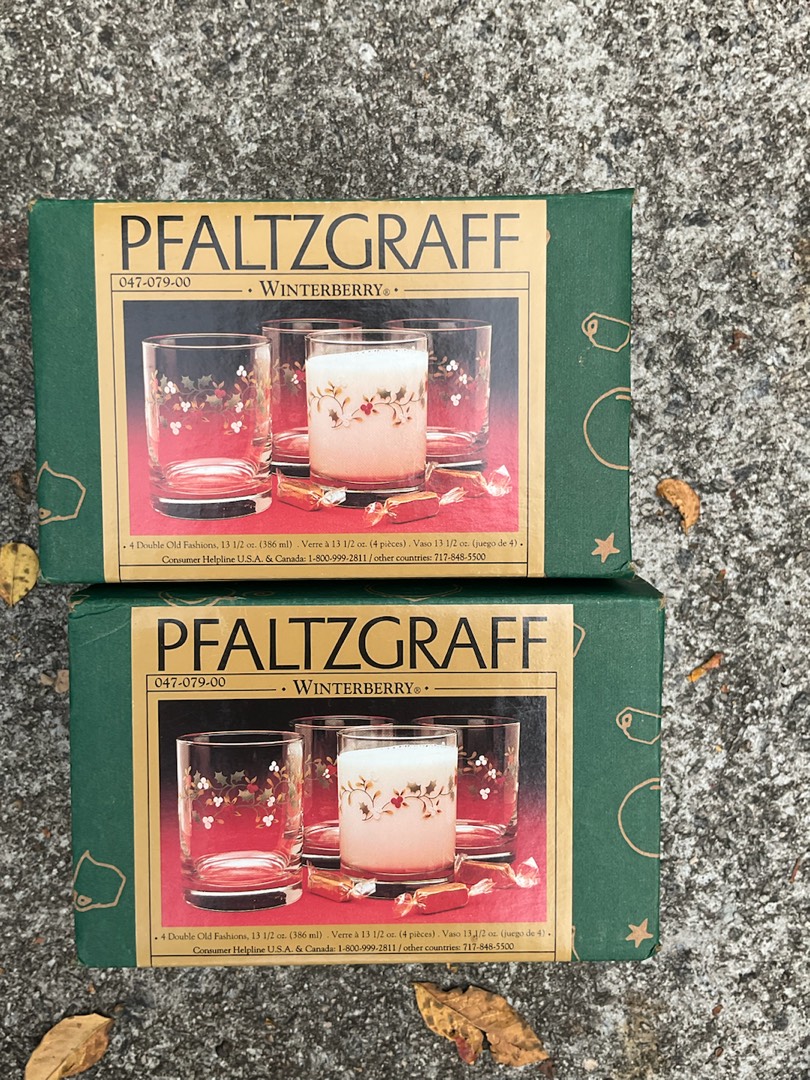 PFALTZGRAFF
047-079-00
· WINTERBERRY® ·
• 4 Double Old Fashions, 13 1/2 oz. (386 ml) . Verre à 13 1/2 oz. (4 pièces) . Vaso 13 1/2 oz. (juego de 4) •
Consumer Helpline U.S.A. & Canada: 1-800-999-2811 / other countries: 717-848-5500
PFALTZGRAFF
047-079-00
· WINTERBERRY® ·
• 4 Double Old Fashions, 13 1/2 oz. (386 ml) . Verre à 13 1/2 oz. (4 pièces) . Vaso 13 1/2 oz. (juego de 4) •
Consumer Helpline U.S.A. & Canada: 1-800-999-2811 / other countries: 717-848-5500